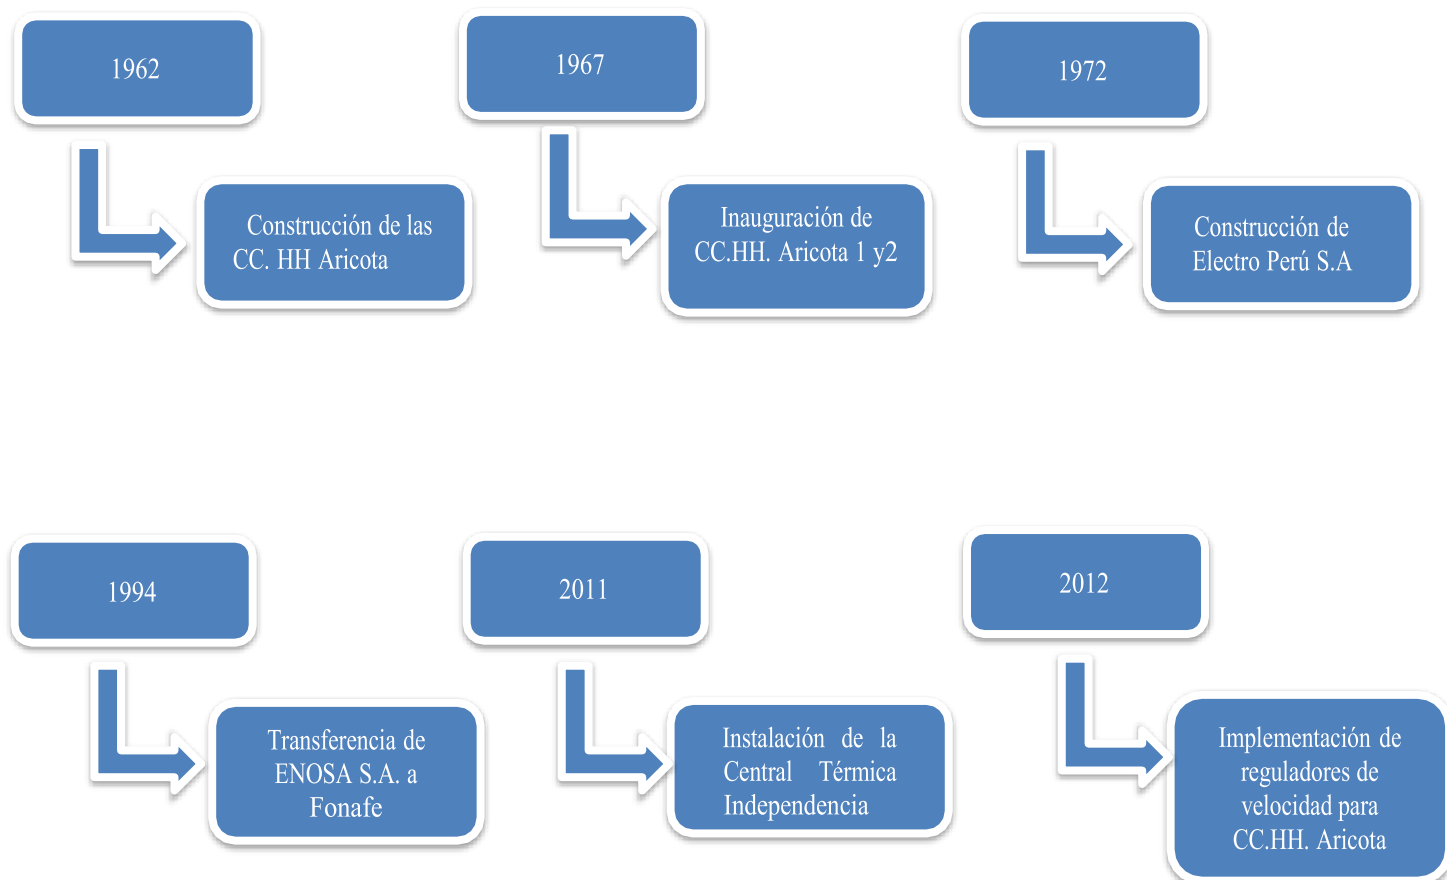 1962
Construcción de las
CC. HH Aricota
1967
Inauguración de
CC.HH. Aricota 1 y2
1972
Construcción de
Electro Perú S.A
1994
Transferencia de
ENOSA S.A. a
Fonafe
2011
Instalación de la
Central Térmica
Independencia
2012
Implementación de
reguladores de
velocidad para
CC.HH. Aricota